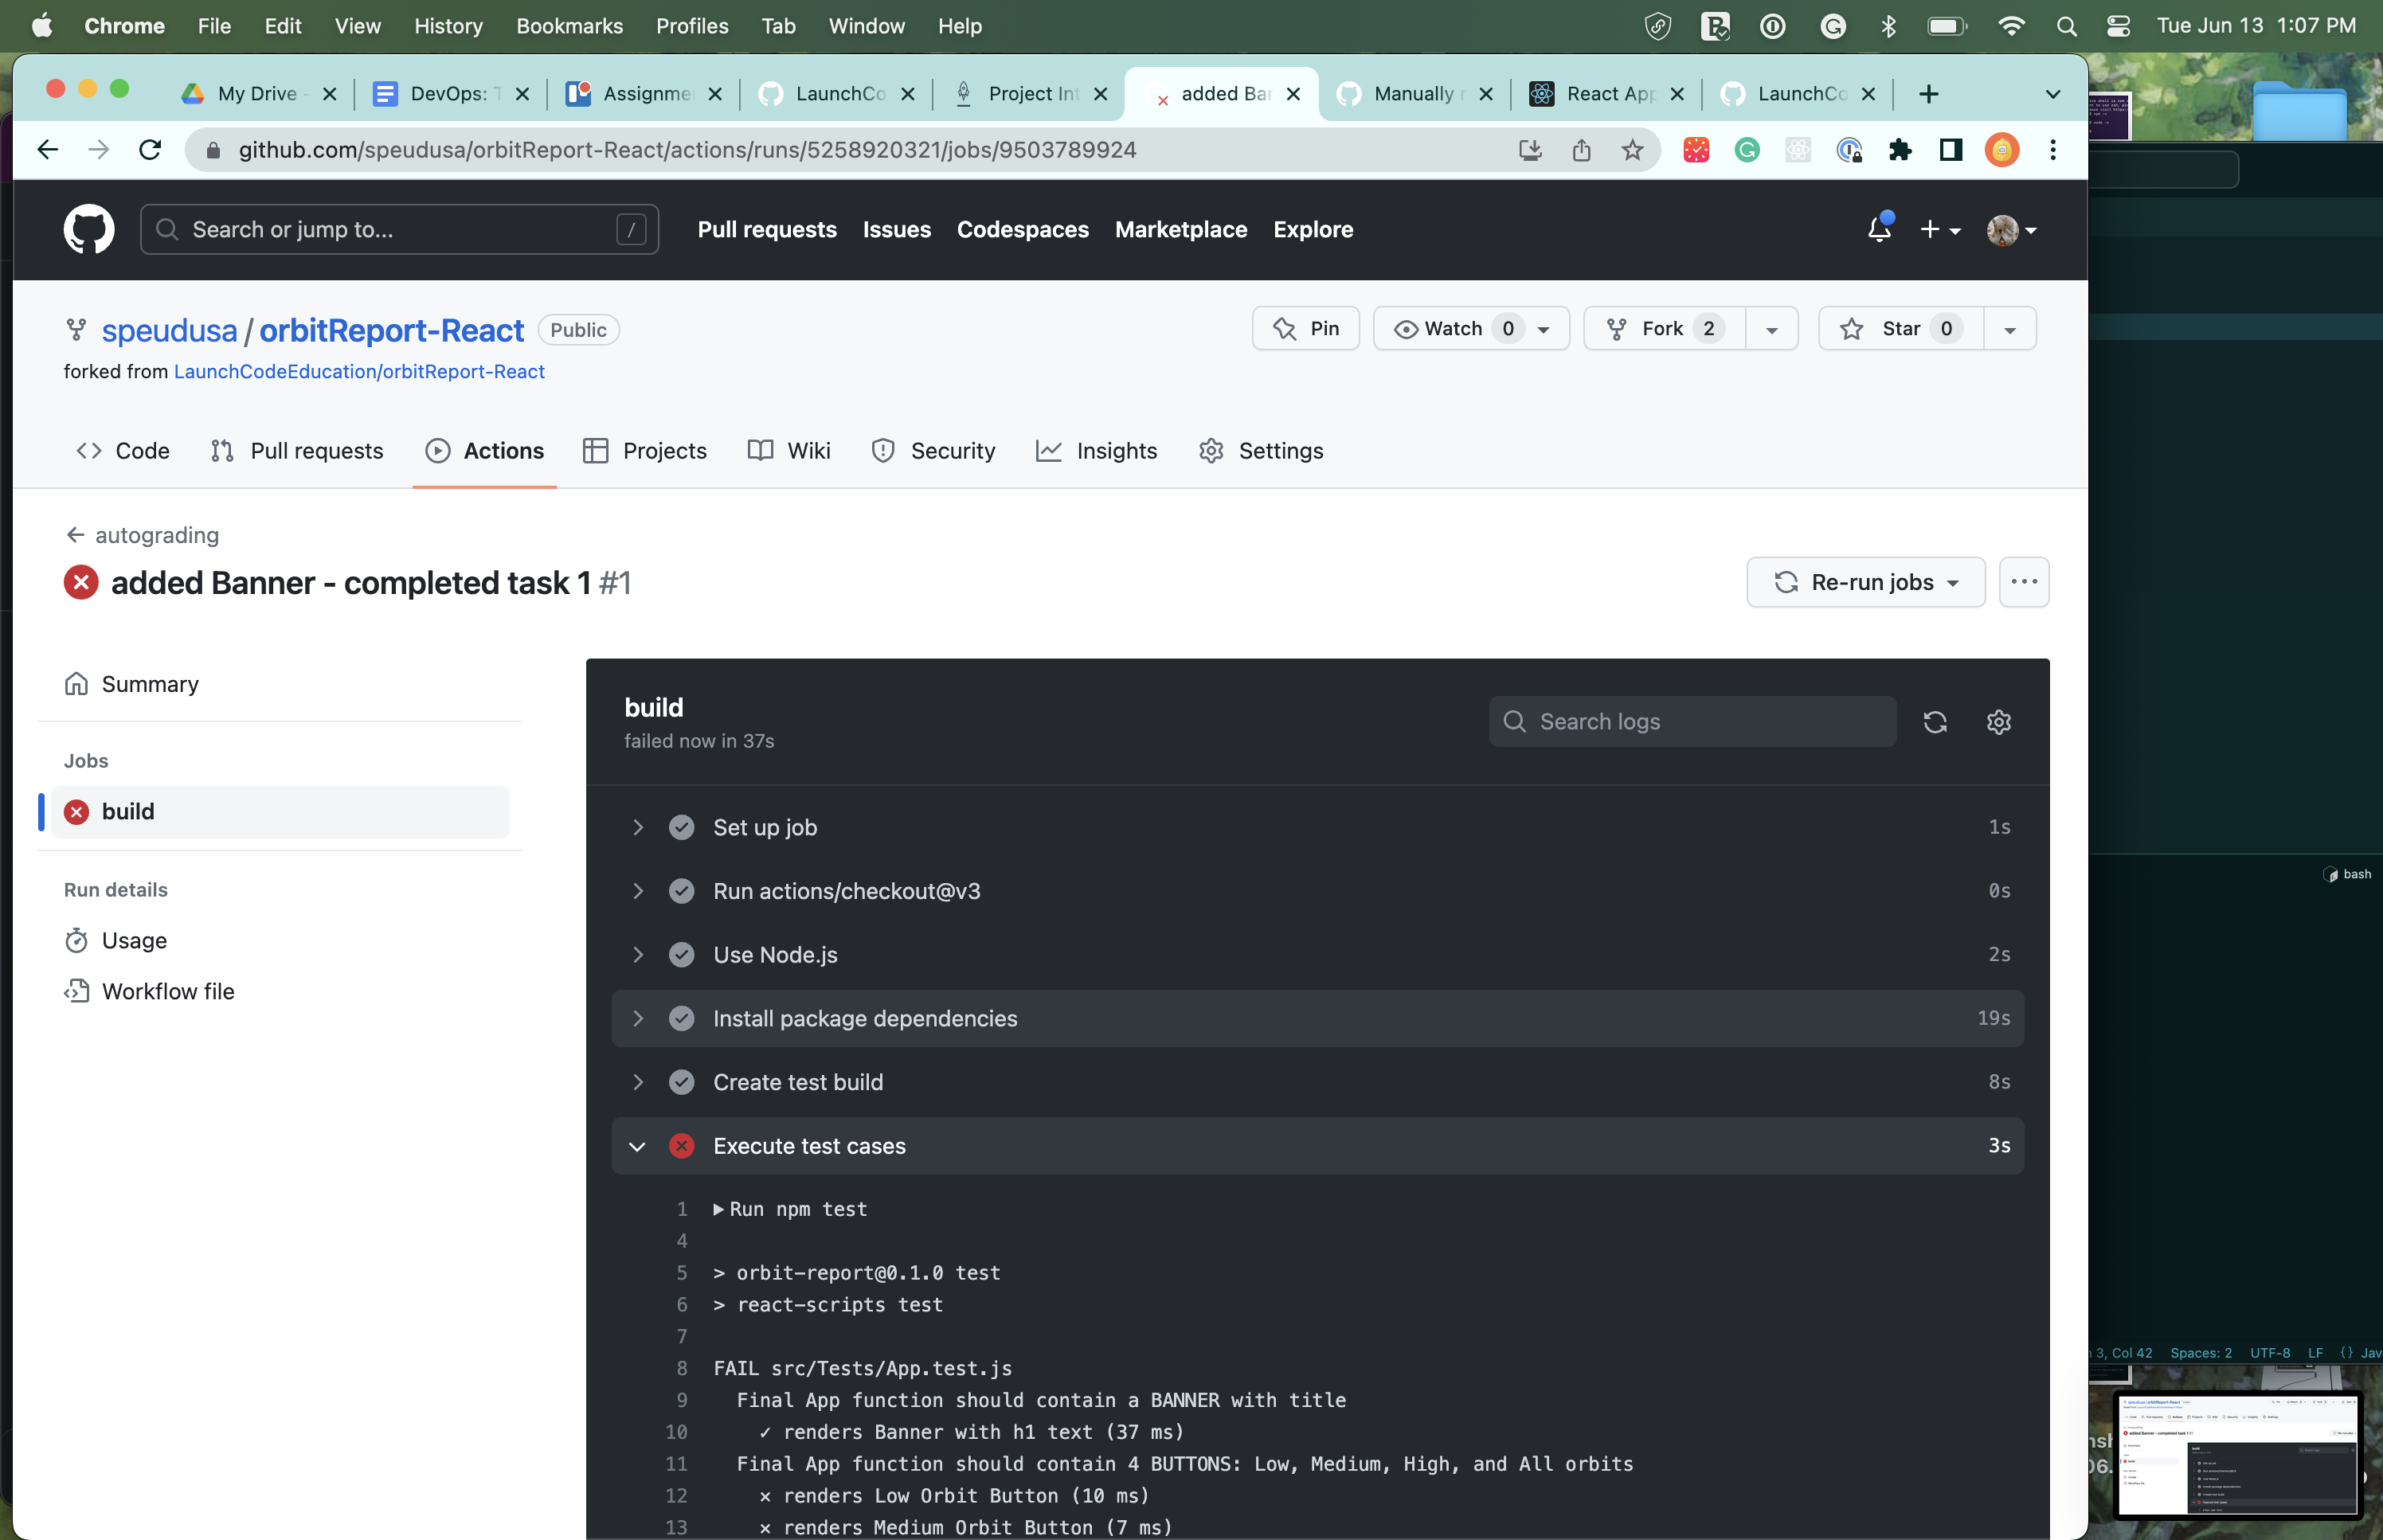 Chrome File Edit View History Bookmarks Profiles Tab Window Help Tue Jun 13 1:07 PM
My Drive - DevOps: Assignme LaunchCo Project Int added Bar Manually React App LaunchCo
github.com/speudusa/orbitReport-React/actions/runs/5258920321/jobs/9503789924
Search or jump to... / Pull requests Issues Codespaces Marketplace Explore
speudusa / orbitReport-React Public Pin Watch 0 Fork 2 Star 0
forked from LaunchCodeEducation/orbitReport-React
Code Pull requests Actions Projects Wiki Security Insights Settings
autograding
added Banner - completed task 1 #1 Re-run jobs
Summary
Jobs
build
Run details
Usage
Workflow file
build
failed now in 37s
Search logs
Set up job 1s
Run actions/checkout@v3 0s
Use Node.js 2s
Install package dependencies 19s
Create test build 8s
Execute test cases 3s
1 Run npm test
4
5 > orbit-report@0.1.0 test
6 > react-scripts test
7
8 FAIL src/Tests/App.test.js
9 Final App function should contain a BANNER with title
10 ✓ renders Banner with h1 text (37 ms)
11 Final App function should contain 4 BUTTONS: Low, Medium, High, and All orbits
12 × renders Low Orbit Button (10 ms)
13 × renders Medium Orbit Button (7 ms)
bash
3, Col 42 Spaces: 2 UTF-8 LF {} Jav